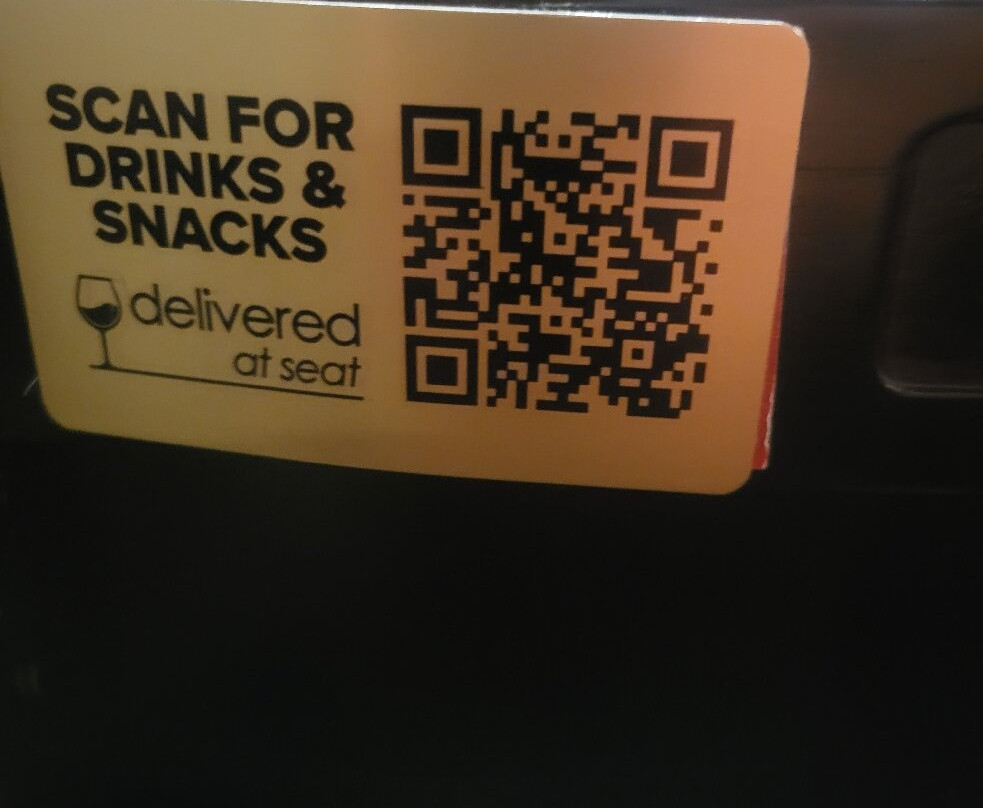 SCAN FOR
DRINKS &
SNACKS
delivered
at seat